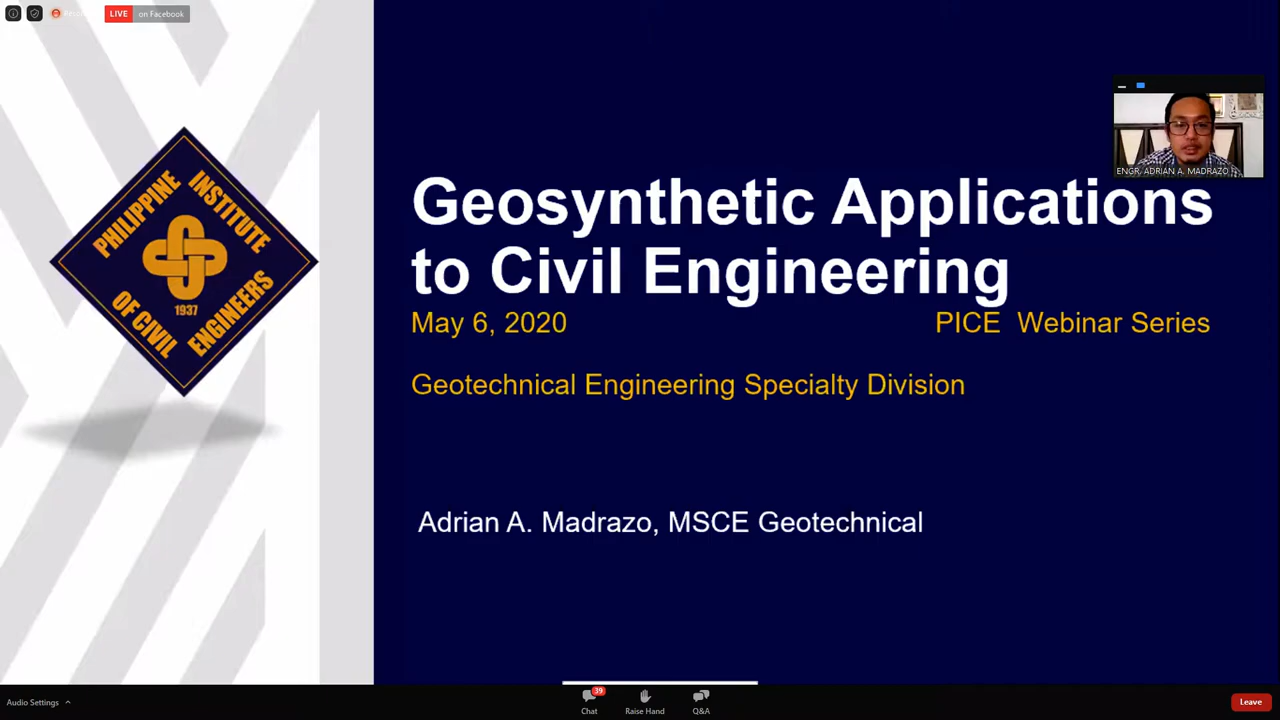 LIVE on Facebook
ENGR. ADRIAN A. MADRAZO
PHILIPPINE
INSTITUTE
OF CIVIL
ENGINEERS
1937
Geosynthetic Applications
to Civil Engineering
May 6, 2020 PICE Webinar Series
Geotechnical Engineering Specialty Division
Adrian A. Madrazo, MSCE Geotechnical
Audio Settings
39
Chat
Raise Hand
Q&A
Leave